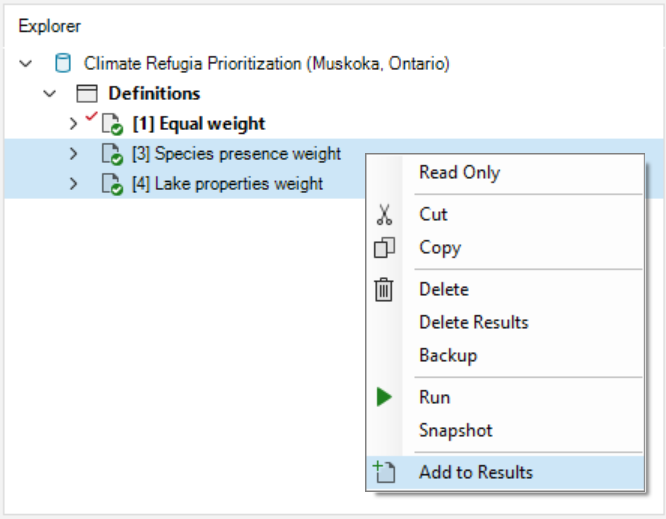 Explorer
Climate Refugia Prioritization (Muskoka, Ontario)
Definitions
[1] Equal weight
[3] Species presence weight
[4] Lake properties weight
Read Only
Cut
Copy
Delete
Delete Results
Backup
Run
Snapshot
Add to Results